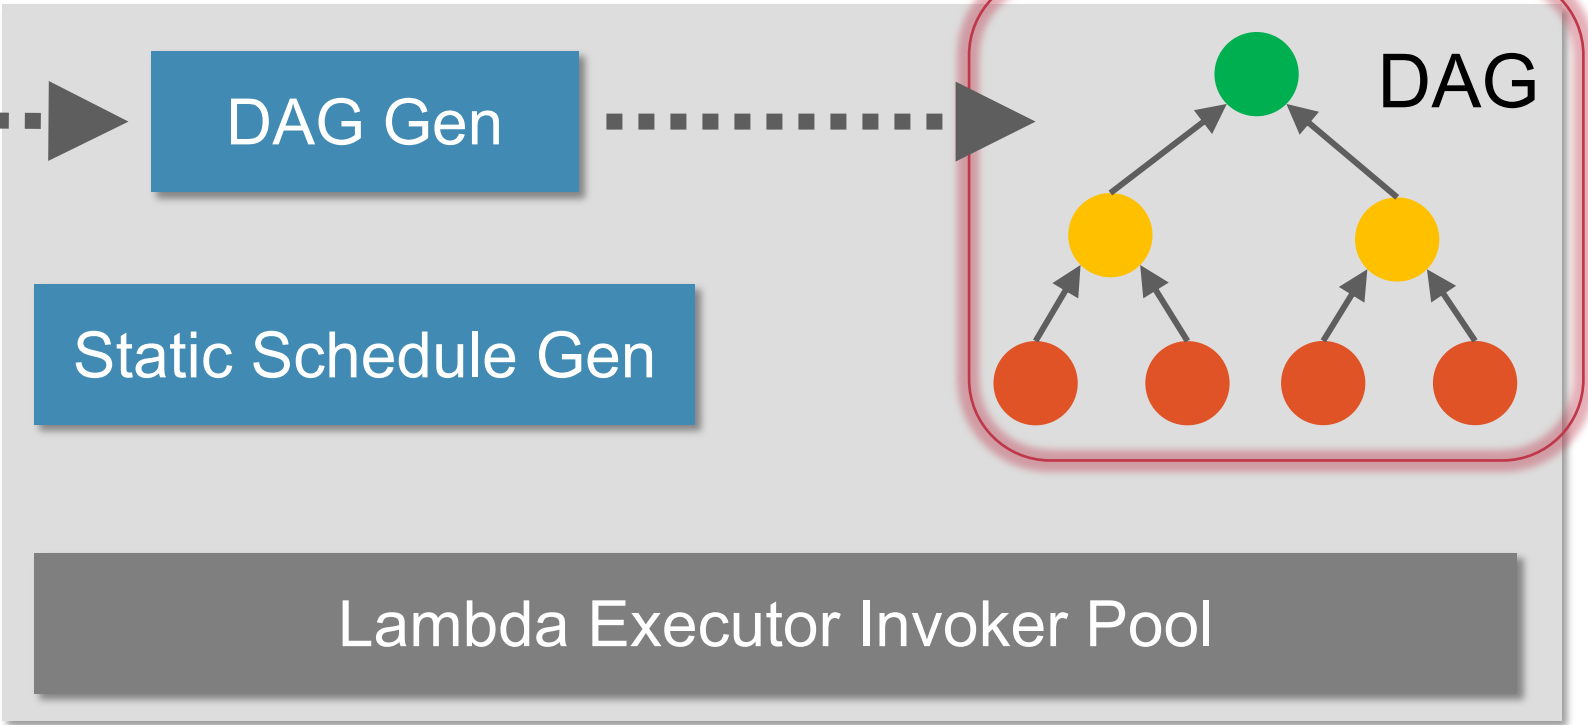 DAG Gen
DAG
Static Schedule Gen
Lambda Executor Invoker Pool